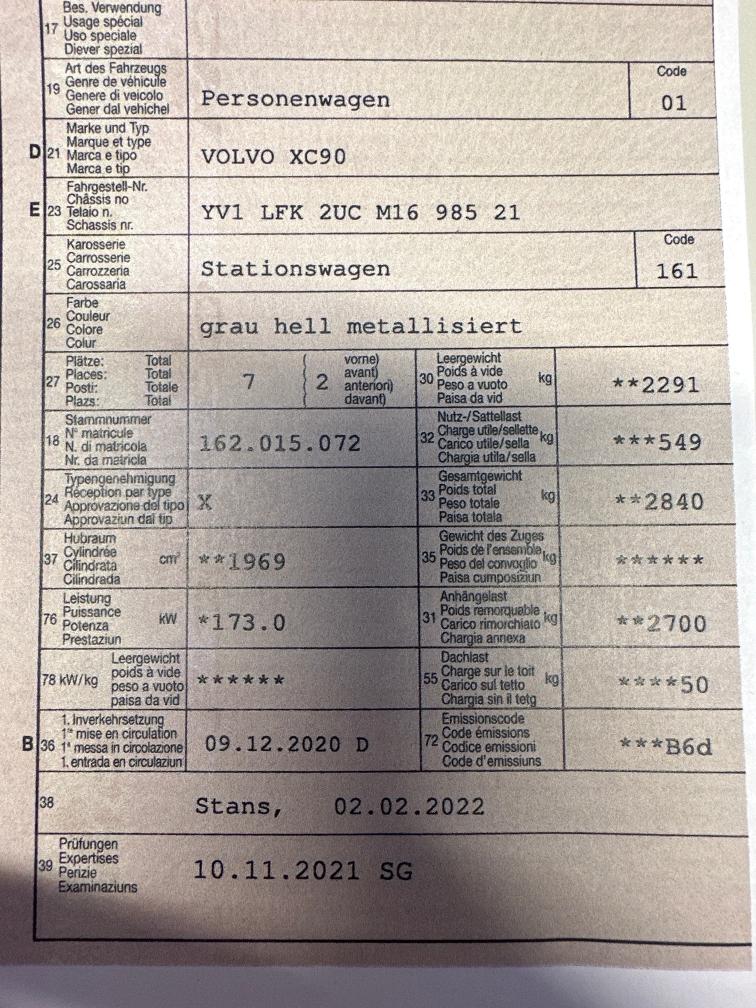 17 Bes. Verwendung
Usage spécial
Uso speciale
Diever spezial
19 Art des Fahrzeugs
Genre de véhicule
Genere di veicolo
Gener dal vehichel
Personenwagen
Code
01
D 21 Marke und Typ
Marque et type
Marca e tipo
Marca e tip
VOLVO XC90
E 23 Fahrgestell-Nr.
Châssis no
Telaio n.
Schassis nr.
YV1 LFK 2UC M16 985 21
25 Karosserie
Carrosserie
Carrozzeria
Carossaria
Stationswagen
Code
161
26 Farbe
Couleur
Colore
Colur
grau hell metallisiert
27 Plätze: Total
Places: Total
Posti: Totale
Plazs: Total
7 ( 2 vorne)
avant)
anteriori)
davant)
30 Leergewicht
Poids à vide
Peso a vuoto
Paisa da vid
kg
**2291
18 Stammnummer
N° matricule
N. di matricola
Nr. da matricla
162.015.072
32 Nutz-/Sattellast
Charge utile/sellette
Carico utile/sella
Chargia utila/sella
kg
***549
24 Typengenehmigung
Réception par type
Approvazione del tipo
Approvaziun dal tip
X
33 Gesamtgewicht
Poids total
Peso totale
Paisa totala
kg
**2840
37 Hubraum
Cylindrée
Cilindrata
Cilindrada
cm³
**1969
35 Gewicht des Zuges
Poids de l'ensemble
Peso del convoglio
Paisa cumposiziun
kg
******
76 Leistung
Puissance
Potenza
Prestaziun
kW
*173.0
31 Anhängelast
Poids remorquable
Carico rimorchiato
Chargia annexa
kg
**2700
78 kW/kg Leergewicht
poids à vide
peso a vuoto
paisa da vid
******
55 Dachlast
Charge sur le toit
Carico sul tetto
Chargia sin il tetg
kg
****50
B 36 1. Inverkehrsetzung
1re mise en circulation
1a messa in circolazione
1. entrada en circulaziun
09.12.2020 D
72 Emissionscode
Code émissions
Codice emissioni
Code d'emissiuns
***B6d
38 Stans, 02.02.2022
39 Prüfungen
Expertises
Perizie
Examinaziuns
10.11.2021 SG